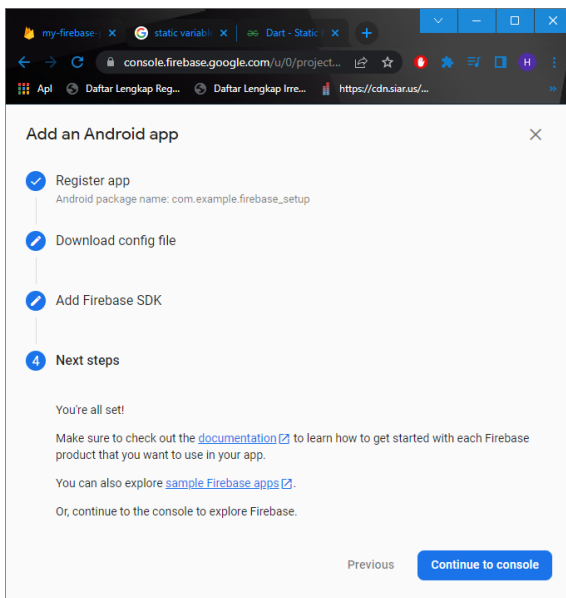 my-firebase-
static variabl
Dart - Static
console.firebase.google.com/u/0/project...
H
Apl
Daftar Lengkap Reg...
Daftar Lengkap Irre...
https://cdn.siar.us/...
»
Add an Android app
Register app
Android package name: com.example.firebase_setup
Download config file
Add Firebase SDK
4 Next steps
You're all set!
Make sure to check out the documentation to learn how to get started with each Firebase
product that you want to use in your app.
You can also explore sample Firebase apps.
Or, continue to the console to explore Firebase.
Previous
Continue to console